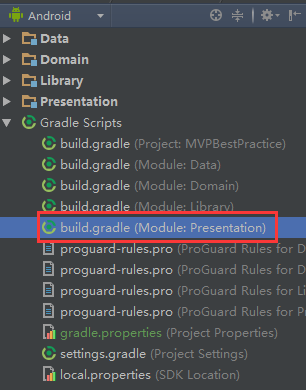 Android
Data
Domain
Library
Presentation
Gradle Scripts
build.gradle (Project: MVPBestPractice)
build.gradle (Module: Data)
build.gradle (Module: Domain)
build.gradle (Module: Library)
build.gradle (Module: Presentation)
proguard-rules.pro (ProGuard Rules for D
proguard-rules.pro (ProGuard Rules for D
proguard-rules.pro (ProGuard Rules for Li
proguard-rules.pro (ProGuard Rules for P
gradle.properties (Project Properties)
settings.gradle (Project Settings)
local.properties (SDK Location)